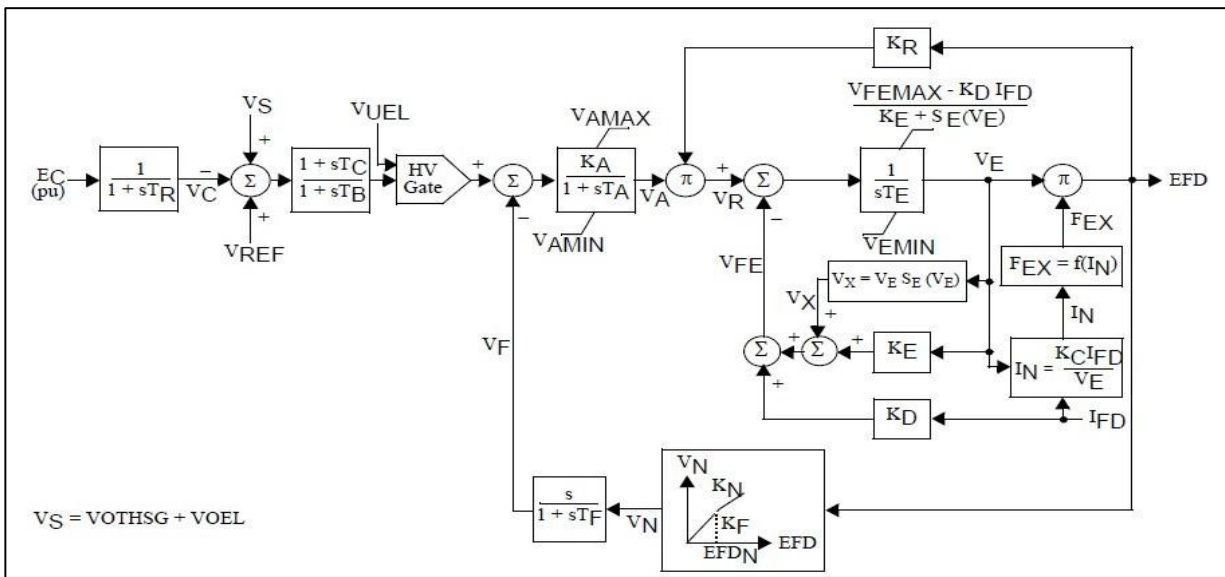 KR
VFEMAX - KD IFD
KE + SE(VE)
VS
VUEL
VAMAX
VE
EC
(pu)
1
1 + sTR
−
VC
+
Σ
+
VREF
1 + sTC
1 + sTB
HV
Gate
+
Σ
−
KA
1 + sTA
VAMIN
VA
π
+
VR
Σ
−
1
sTE
VEMIN
π
EFD
FEX
VFE
VX = VE SE (VE)
FEX = f(IN)
VX
+
IN
VF
Σ
+
+
Σ
+
KE
IN = KCIFD
VE
KD
IFD
VN
KN
KF
EFDN
EFD
s
1 + sTF
VN
VS = VOTHSG + VOEL